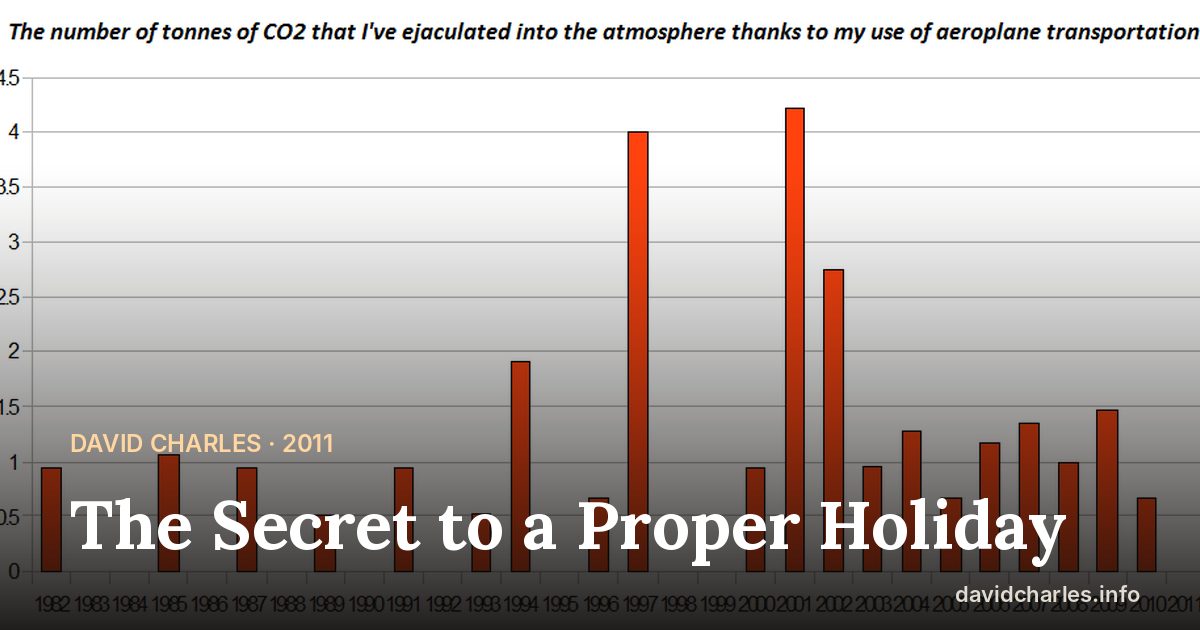 The number of tonnes of CO2 that I've ejaculated into the atmosphere thanks to my use of aeroplane transportation
4.5
4
3.5
3
2.5
2
1.5
1
0.5
0
DAVID CHARLES · 2011
The Secret to a Proper Holiday
1982 1983 1984 1985 1986 1987 1988 1989 1990 1991 1992 1993 1994 1995 1996 1997 1998 1999 2000 2001 2002 2003 2004 2005 2006 2007 2008 2009 2010 2011
davidcharles.info